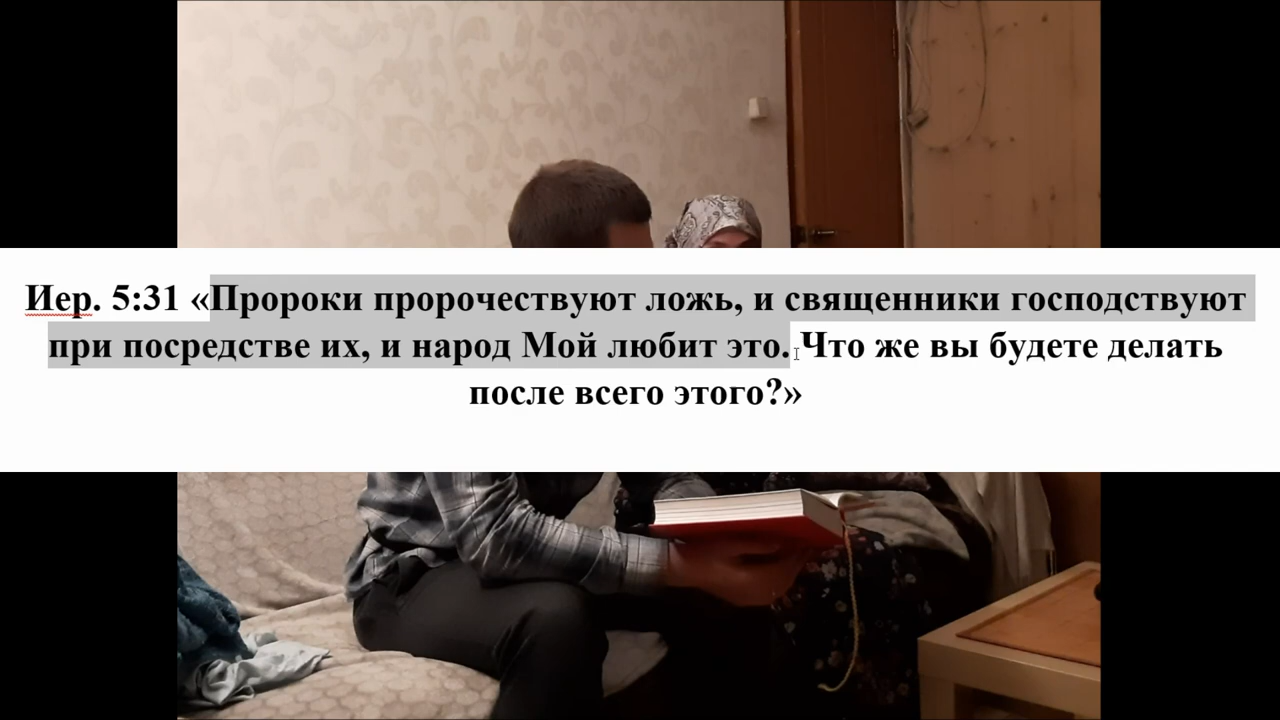 Иер. 5:31 «Пророки пророчествуют ложь, и священники господствуют
при посредстве их, и народ Мой любит это. Что же вы будете делать
после всего этого?»